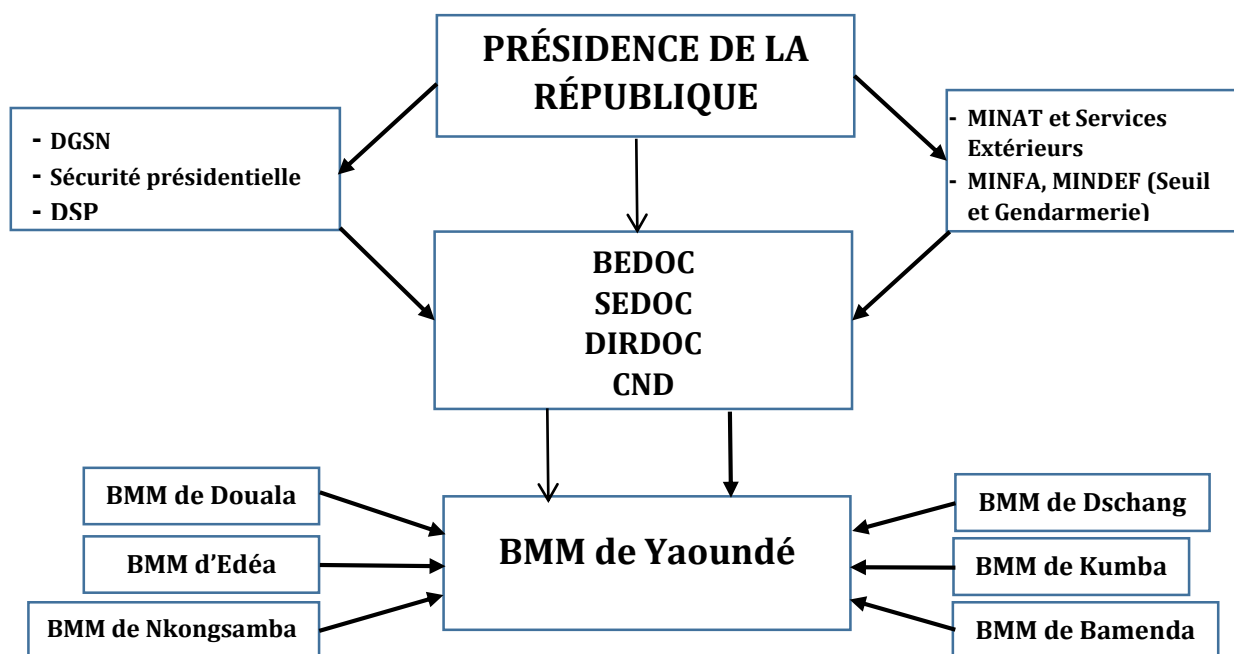 PRÉSIDENCE DE LA
RÉPUBLIQUE
- DGSN
- Sécurité présidentielle
- DSP
- MINAT et Services
Extérieurs
- MINFA, MINDEF (Seuil
et Gendarmerie)
BEDOC
SEDOC
DIRDOC
CND
BMM de Douala
BMM d’Edéa
BMM de Nkongsamba
BMM de Yaoundé
BMM de Dschang
BMM de Kumba
BMM de Bamenda